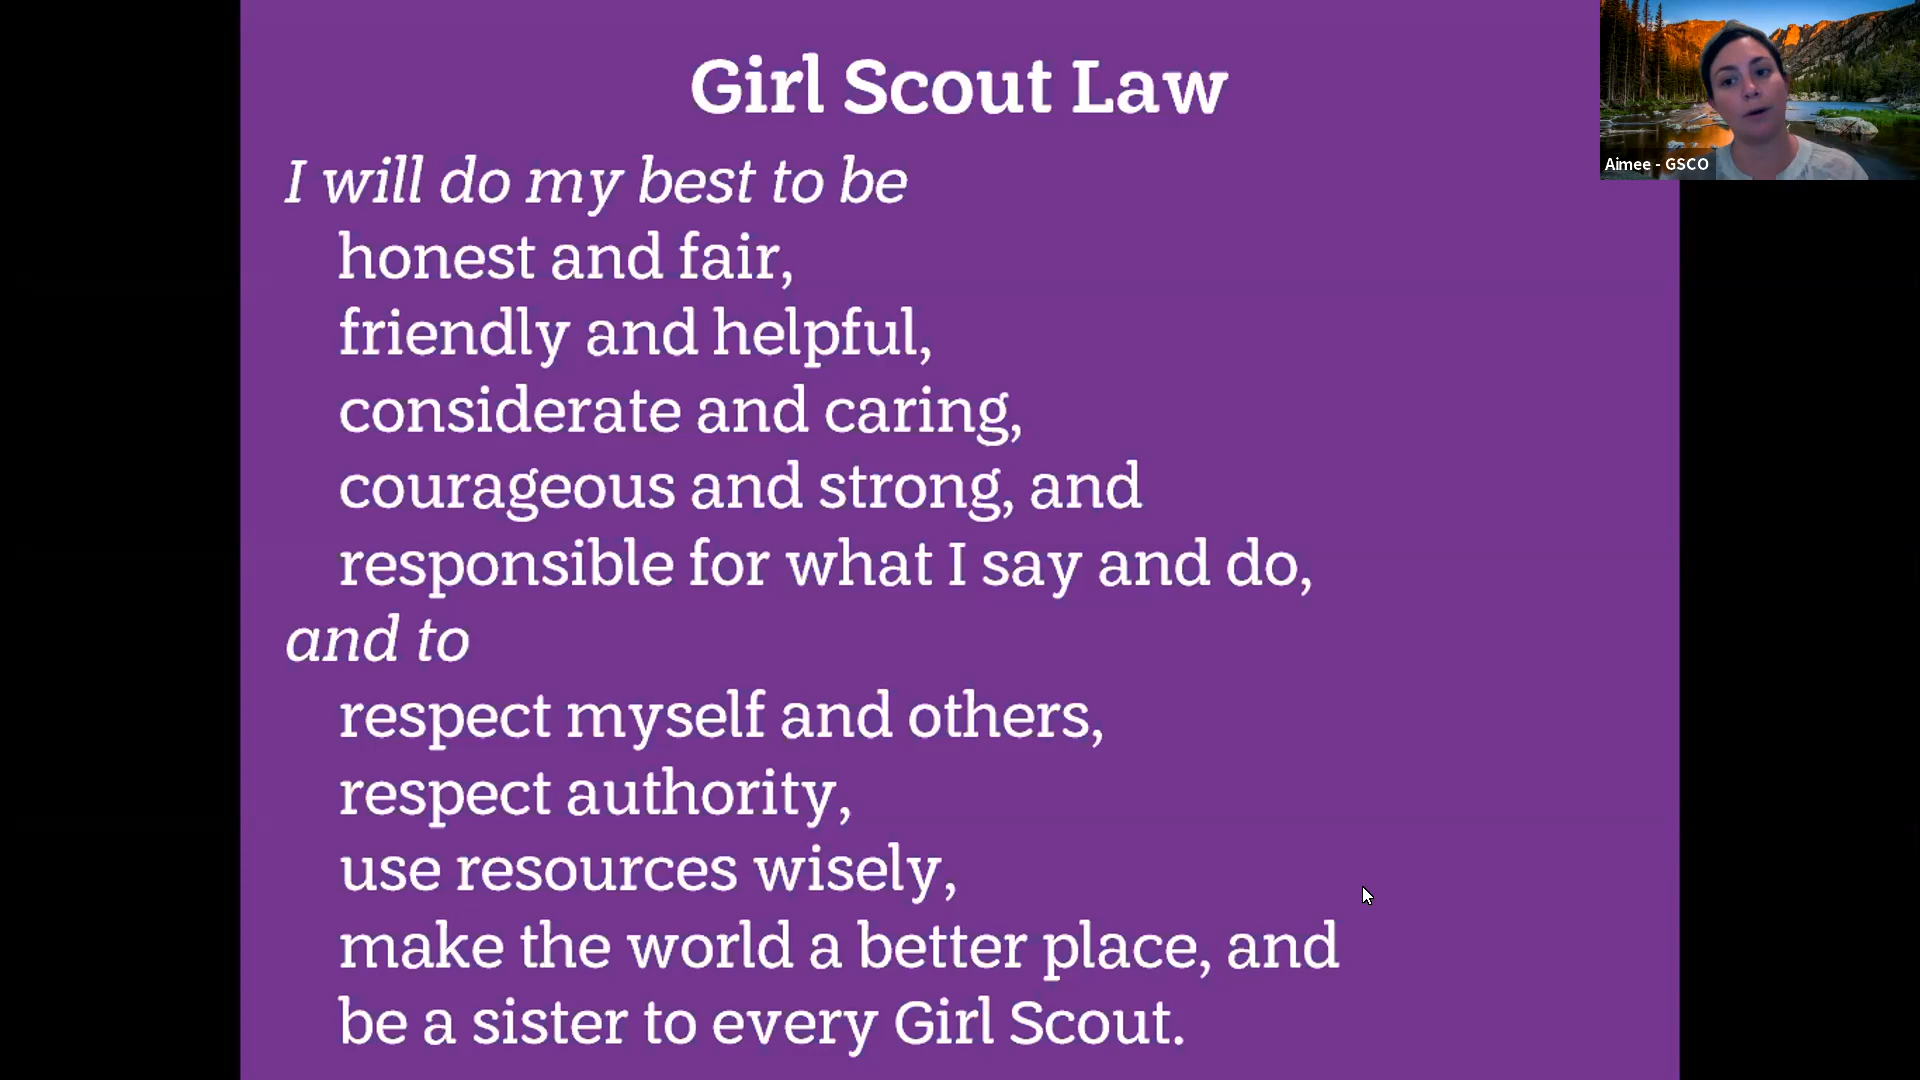 Girl Scout Law
I will do my best to be
honest and fair,
friendly and helpful,
considerate and caring,
courageous and strong, and
responsible for what I say and do,
and to
respect myself and others,
respect authority,
use resources wisely,
make the world a better place, and
be a sister to every Girl Scout.
Aimee - GSCO